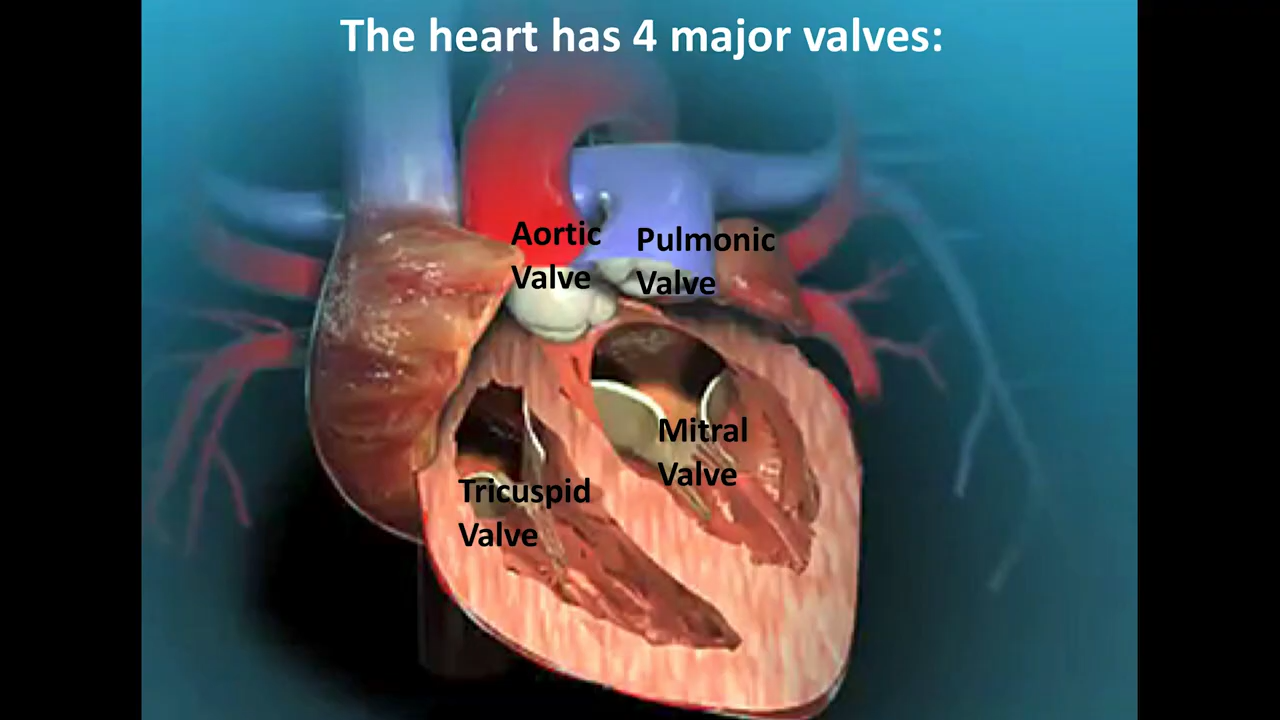 The heart has 4 major valves:
Aortic
Valve
Pulmonic
Valve
Mitral
Valve
Tricuspid
Valve